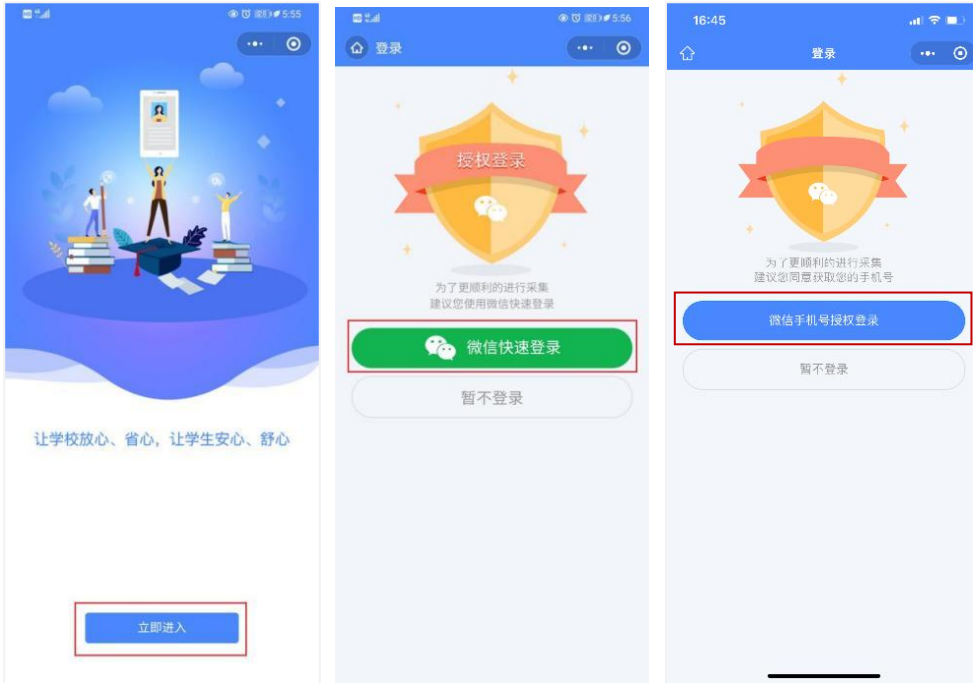 5:55
让学校放心、省心，让学生安心、舒心
立即进入
5:56
登录
授权登录
为了更顺利的进行采集
建议您使用微信快速登录
微信快速登录
暂不登录
16:45
登录
为了更顺利的进行采集
建议您同意获取您的手机号
微信手机号授权登录
暂不登录